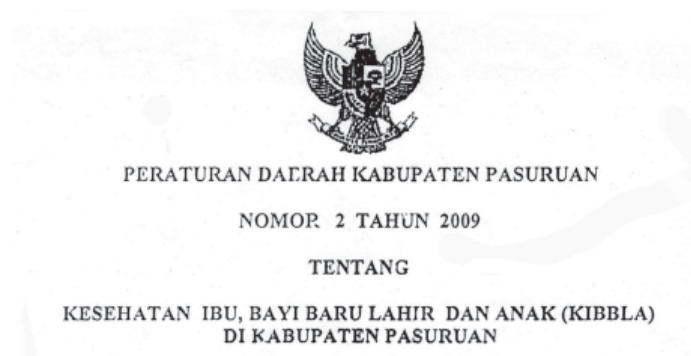 PERATURAN DAERAH KABUPATEN PASURUAN
NOMOR 2 TAHUN 2009
TENTANG
KESEHATAN IBU, BAYI BARU LAHIR DAN ANAK (KIBBLA)
DI KABUPATEN PASURUAN